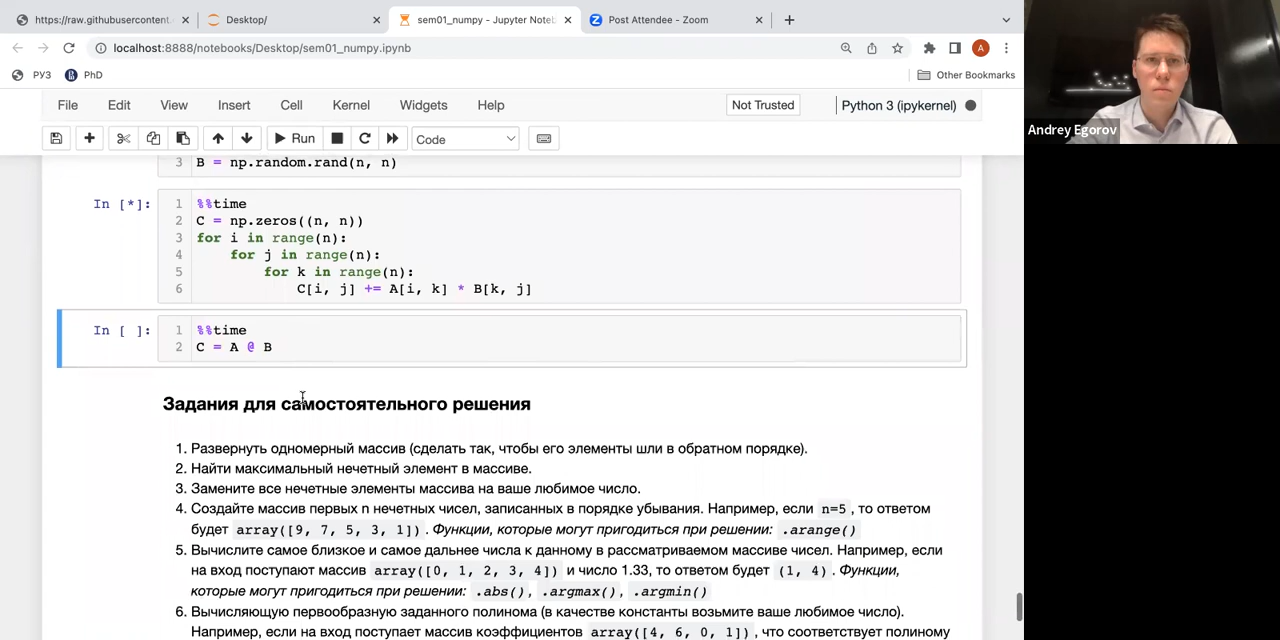 https://raw.githubusercontent.
Desktop/
sem01_numpy - Jupyter Noteb
Post Attendee - Zoom
localhost:8888/notebooks/Desktop/sem01_numpy.ipynb
A
РУЗ
PhD
Other Bookmarks
File Edit View Insert Cell Kernel Widgets Help
Not Trusted
Python 3 (ipykernel)
Run
Code
3 B = np.random.rand(n, n)
In [*]:
1 %%time
2 C = np.zeros((n, n))
3 for i in range(n):
4     for j in range(n):
5         for k in range(n):
6             C[i, j] += A[i, k] * B[k, j]
In [ ]:
1 %%time
2 C = A @ B
Задания для самостоятельного решения
1. Развернуть одномерный массив (сделать так, чтобы его элементы шли в обратном порядке).
2. Найти максимальный нечетный элемент в массиве.
3. Замените все нечетные элементы массива на ваше любимое число.
4. Создайте массив первых n нечетных чисел, записанных в порядке убывания. Например, если n=5 , то ответом
будет array([9, 7, 5, 3, 1]) . Функции, которые могут пригодиться при решении: .arange()
5. Вычислите самое близкое и самое дальнее числа к данному в рассматриваемом массиве чисел. Например, если
на вход поступают массив array([0, 1, 2, 3, 4]) и число 1.33, то ответом будет (1, 4) . Функции,
которые могут пригодиться при решении: .abs() , .argmax() , .argmin()
6. Вычисляющую первообразную заданного полинома (в качестве константы возьмите ваше любимое число).
Например, если на вход поступает массив коэффициентов array([4, 6, 0, 1]) , что соответствует полиному
Andrey Egorov